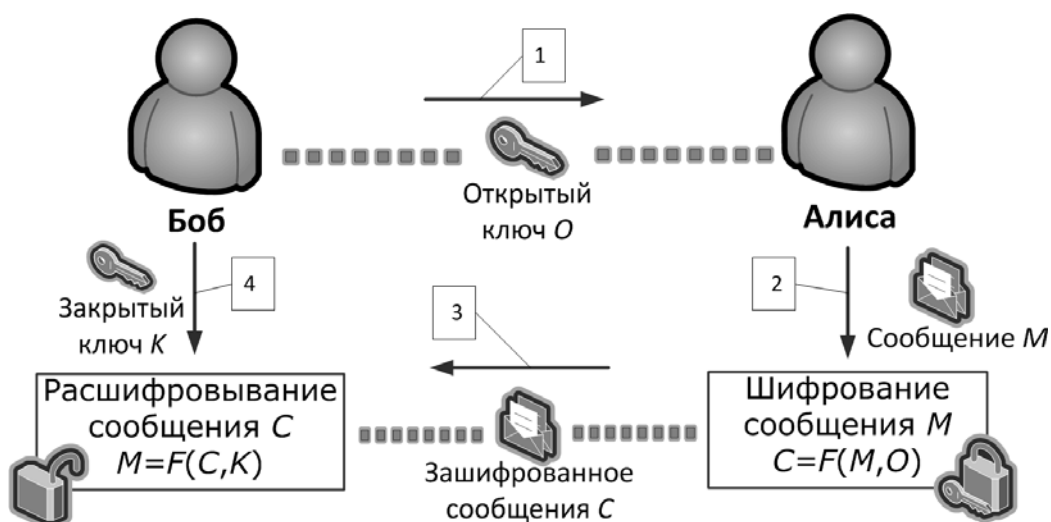 1
Открытый
ключ O
Боб
Алиса
4
2
Закрытый
ключ K
3
Сообщение M
Расшифровывание
сообщения C
M=F(C,K)
Шифрование
сообщения M
C=F(M,O)
Зашифрованное
сообщения C